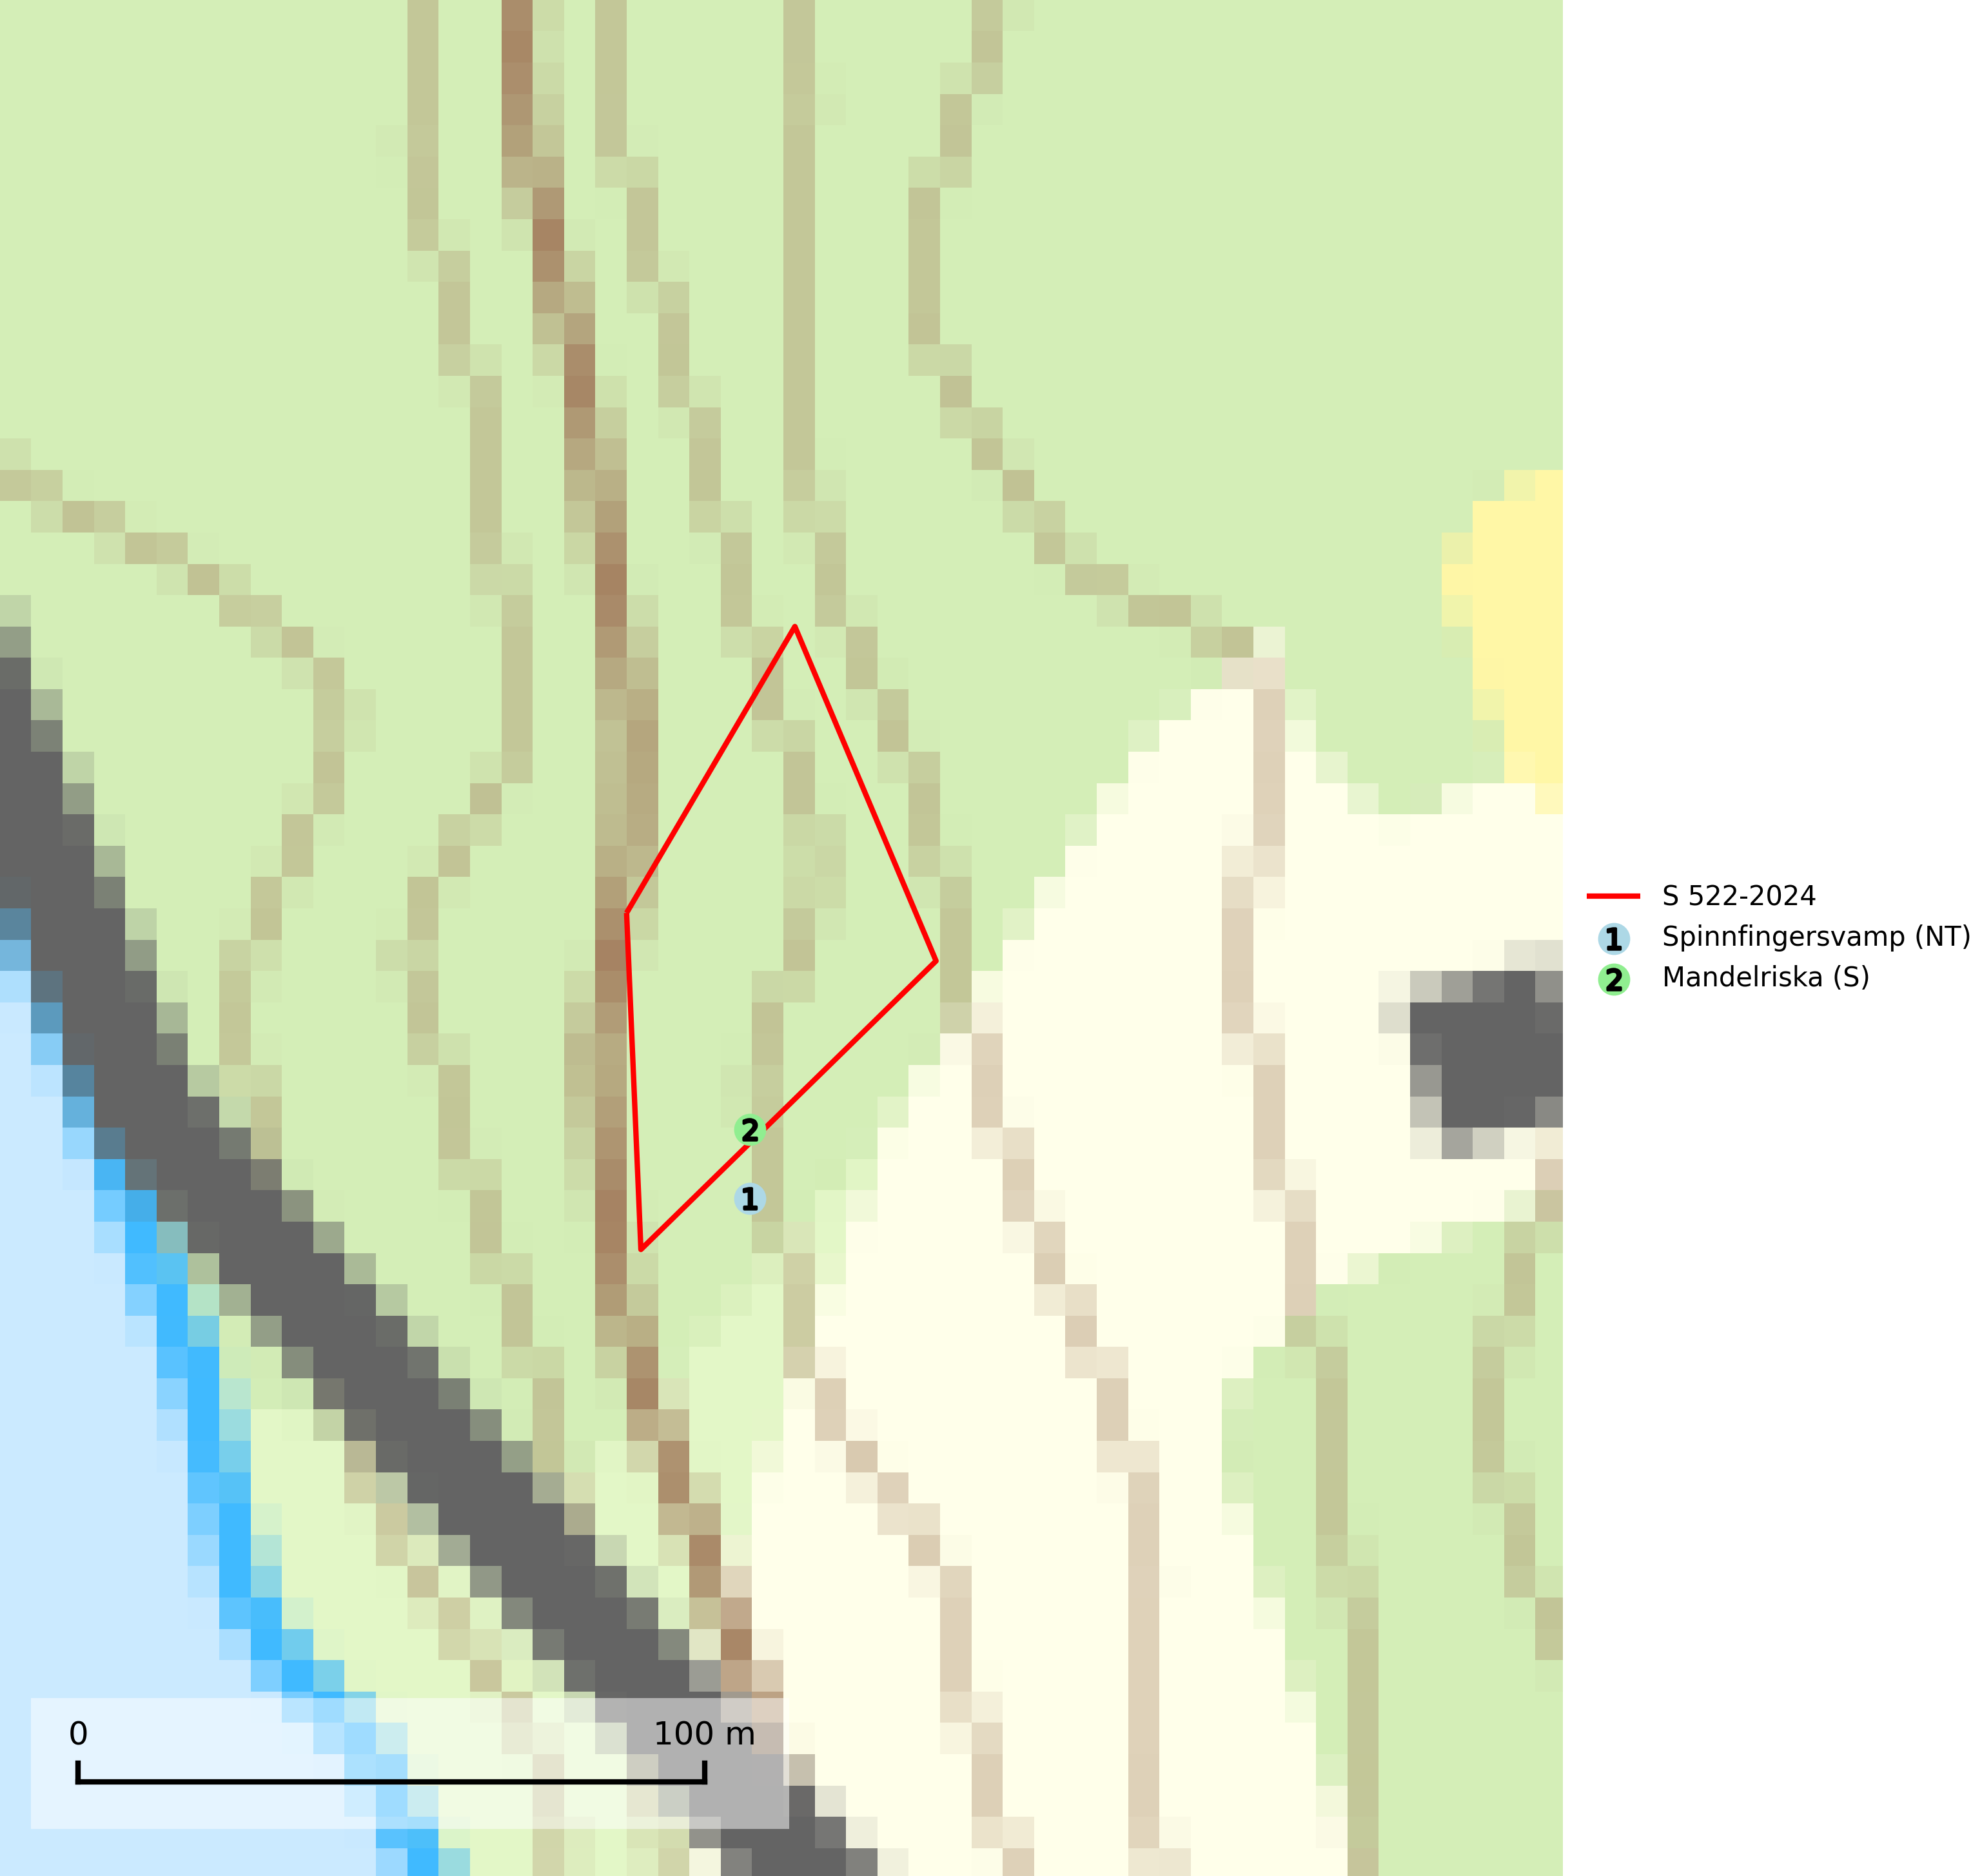 S 522-2024
1 Spinnfingersvamp (NT)
2 Mandelriska (S)
2
1
0 100 m